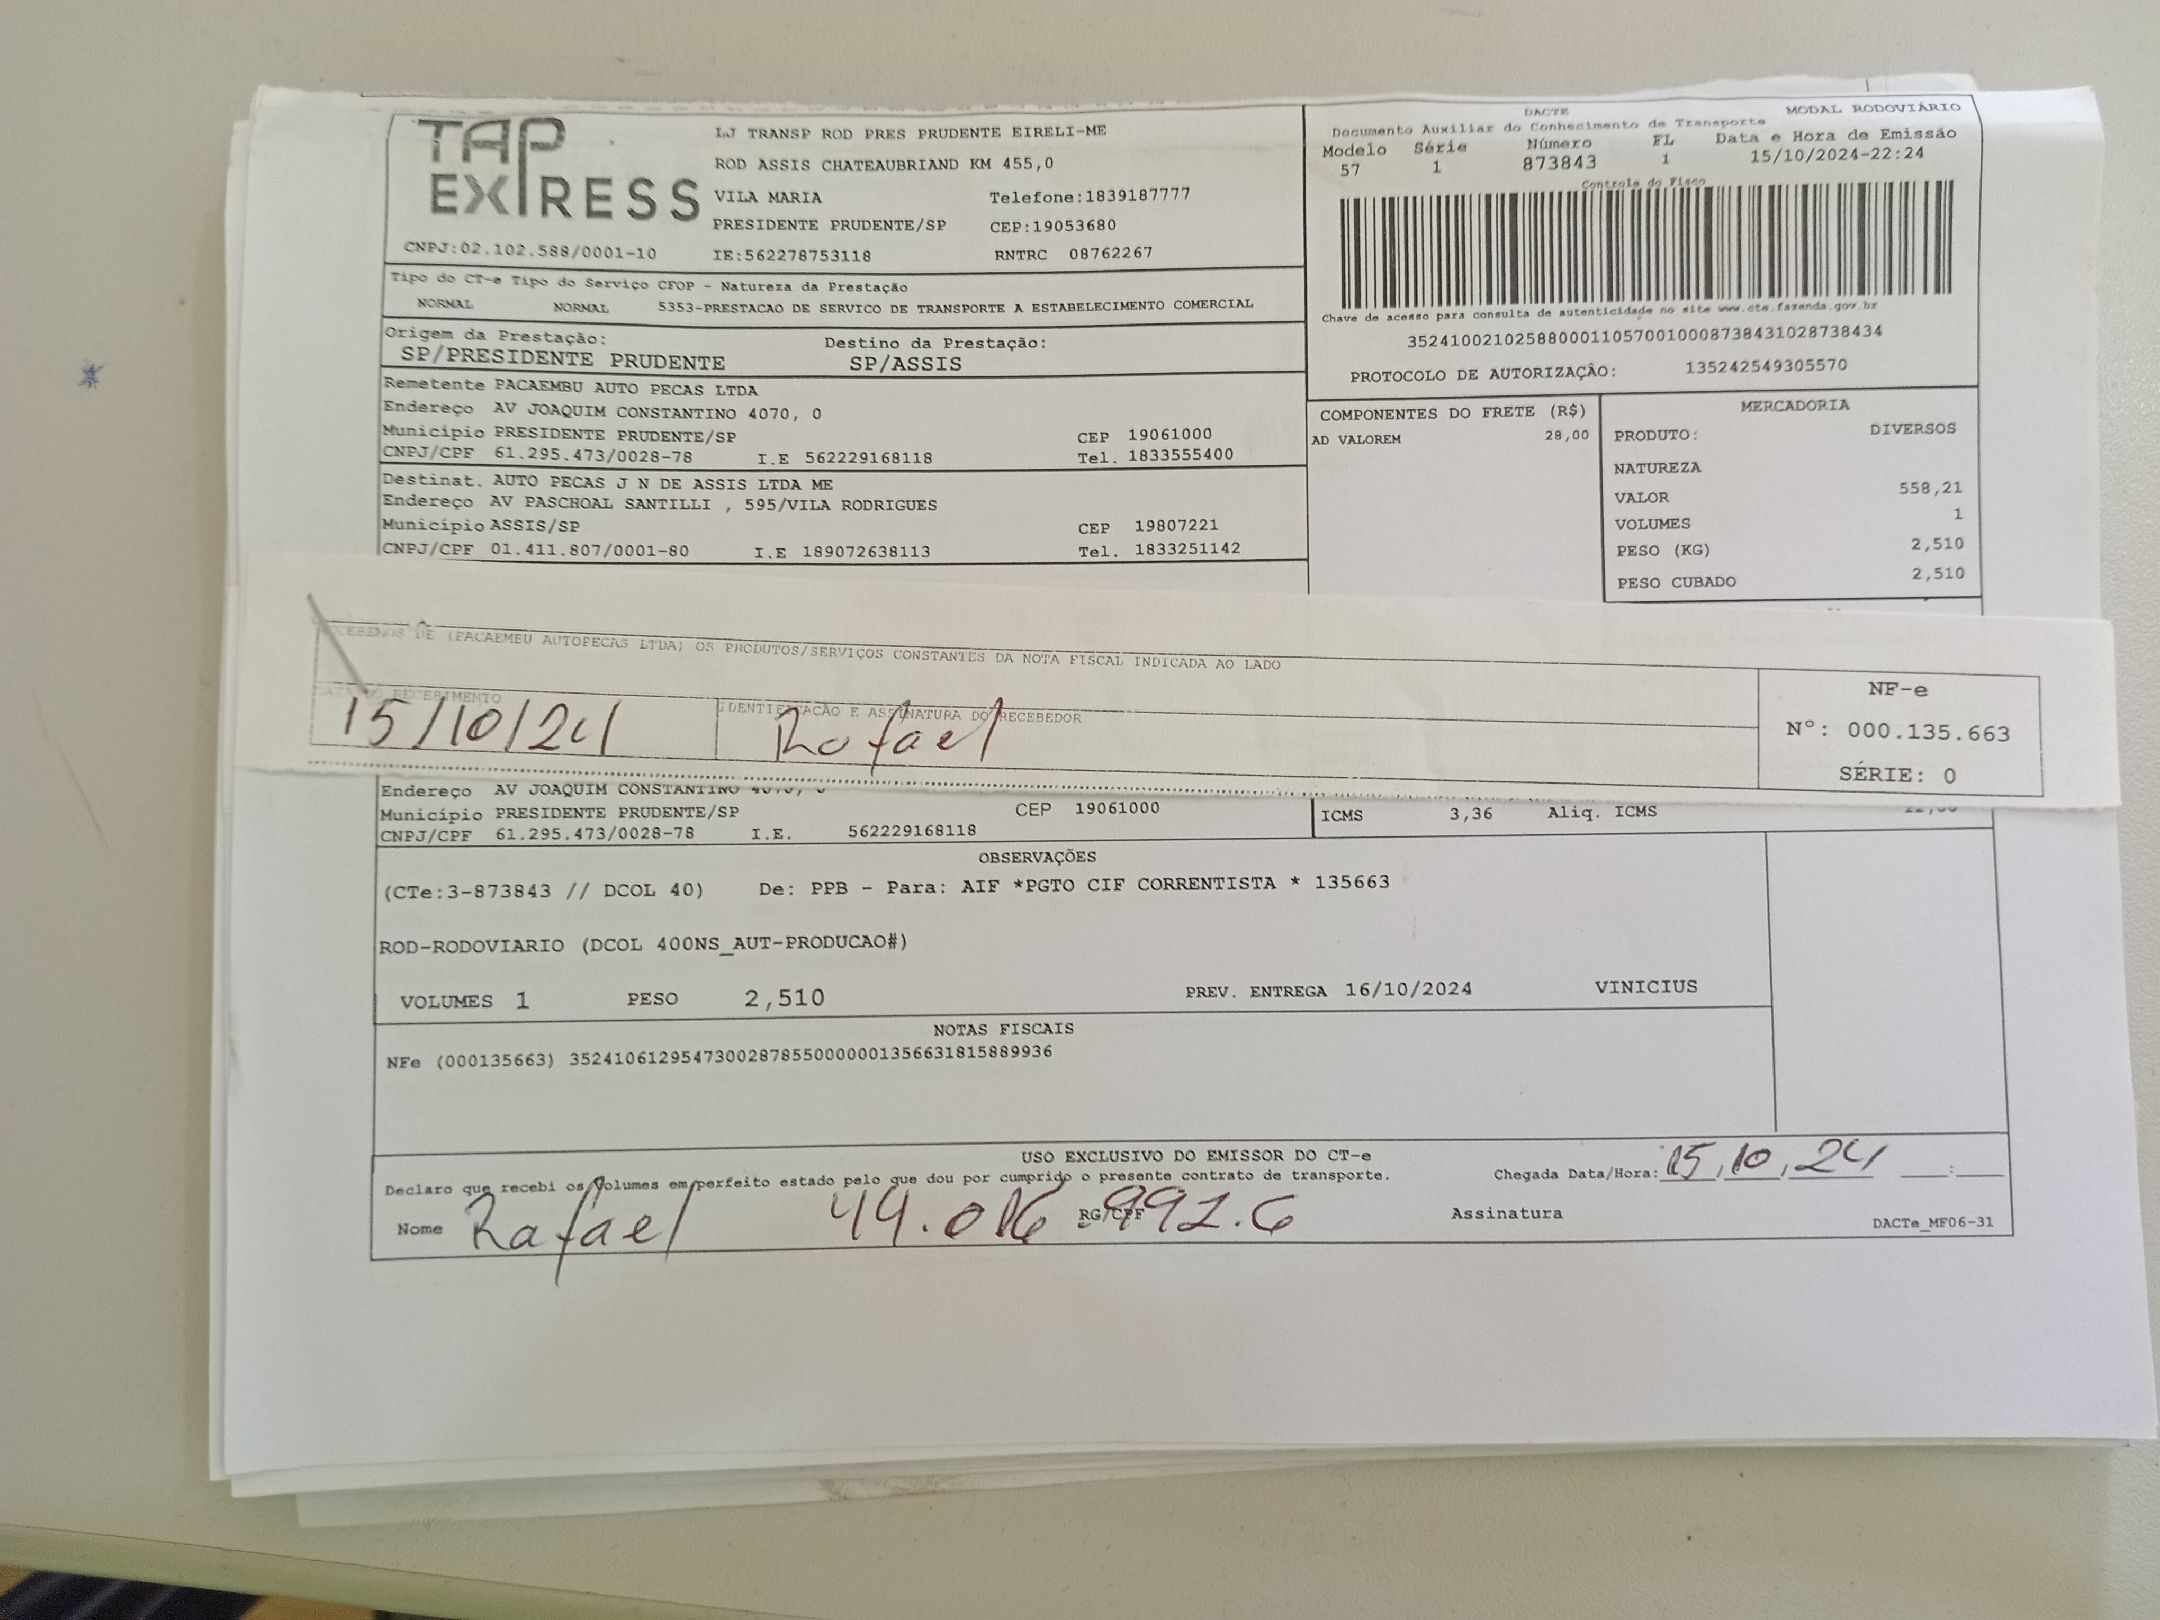 TAP
EXPRESS
CNPJ:02.102.588/0001-10
LJ TRANSP ROD PRES PRUDENTE EIRELI-ME
ROD ASSIS CHATEAUBRIAND KM 455,0
VILA MARIA Telefone:1839187777
PRESIDENTE PRUDENTE/SP CEP:19053680
IE:562278753118 RNTRC 08762267
DACTE MODAL RODOVIÁRIO
Documento Auxiliar do Conhecimento de Transporte
Modelo Série Número FL Data e Hora de Emissão
57 1 873843 1 15/10/2024-22:24
Controle do Fisco
Chave de acesso para consulta de autenticidade no site www.cte.fazenda.gov.br
35241002102588000110570010008738431028738434
PROTOCOLO DE AUTORIZAÇÃO: 135242549305570
Tipo do CT-e Tipo do Serviço CFOP - Natureza da Prestação
NORMAL NORMAL 5353-PRESTACAO DE SERVICO DE TRANSPORTE A ESTABELECIMENTO COMERCIAL
Origem da Prestação: Destino da Prestação:
SP/PRESIDENTE PRUDENTE SP/ASSIS
Remetente PACAEMBU AUTO PECAS LTDA
Endereço AV JOAQUIM CONSTANTINO 4070, 0
Município PRESIDENTE PRUDENTE/SP CEP 19061000
CNPJ/CPF 61.295.473/0028-78 I.E 562229168118 Tel. 1833555400
Destinat. AUTO PECAS J N DE ASSIS LTDA ME
Endereço AV PASCHOAL SANTILLI , 595/VILA RODRIGUES
Município ASSIS/SP CEP 19807221
CNPJ/CPF 01.411.807/0001-80 I.E 189072638113 Tel. 1833251142
COMPONENTES DO FRETE (R$)
AD VALOREM 28,00
MERCADORIA
PRODUTO: DIVERSOS
NATUREZA
VALOR 558,21
VOLUMES 1
PESO (KG) 2,510
PESO CUBADO 2,510
DE (PACAEMBU AUTOPECAS LTDA) OS PRODUTOS/SERVIÇOS CONSTANTES DA NOTA FISCAL INDICADA AO LADO
RECEBIMENTO
15/10/24
IDENTIFICAÇÃO E ASSINATURA DO RECEBEDOR
Rafael
NF-e
Nº: 000.135.663
SÉRIE: 0
Endereço AV JOAQUIM CONSTANTINO 4070, 0
Município PRESIDENTE PRUDENTE/SP CEP 19061000
CNPJ/CPF 61.295.473/0028-78 I.E. 562229168118
ICMS 3,36 Aliq. ICMS
OBSERVAÇÕES
(CTe:3-873843 // DCOL 40) De: PPB - Para: AIF *PGTO CIF CORRENTISTA * 135663
ROD-RODOVIARIO (DCOL 400NS_AUT-PRODUCAO#)
VOLUMES 1 PESO 2,510 PREV. ENTREGA 16/10/2024 VINICIUS
NOTAS FISCAIS
NFe (000135663) 35241061295473002878550000001356631815889936
USO EXCLUSIVO DO EMISSOR DO CT-e
Declaro que recebi os volumes em perfeito estado pelo que dou por cumprido o presente contrato de transporte.
Chegada Data/Hora: 15,10,24 :
Nome Rafael 44.016 RG/CPF 992.6 Assinatura
DACTe_MF06-31